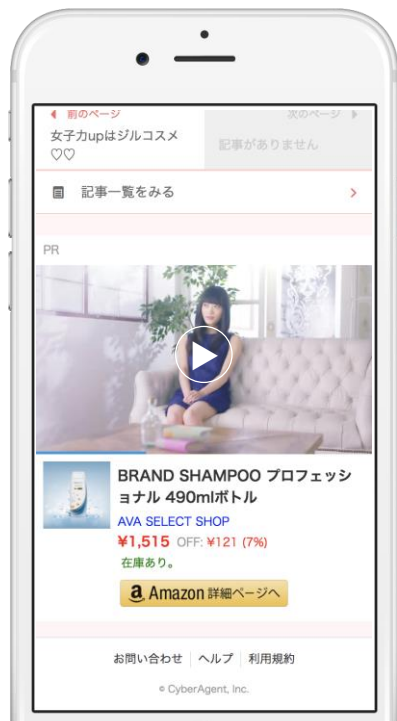 前のページ
次のページ
女子力upはジルコスメ
♡♡
記事がありません
記事一覧をみる
PR
BRAND SHAMPOO プロフェッシ
ョナル 490mlボトル
AVA SELECT SHOP
¥1,515 OFF: ¥121 (7%)
在庫あり。
a Amazon 詳細ページへ
お問い合わせ ヘルプ 利用規約
© CyberAgent, Inc.